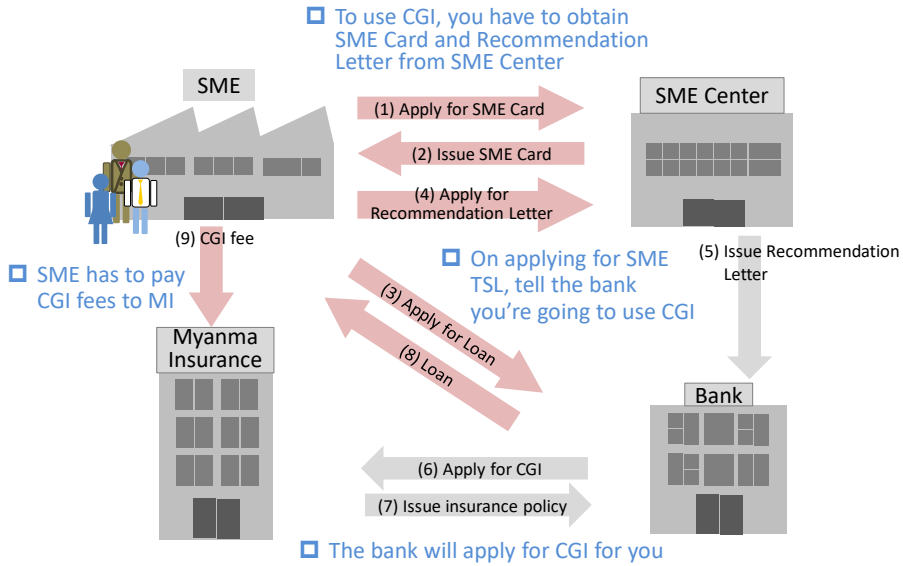 To use CGI, you have to obtain
SME Card and Recommendation
Letter from SME Center
SME
SME Center
(1) Apply for SME Card
(2) Issue SME Card
(4) Apply for
Recommendation Letter
(9) CGI fee
(5) Issue Recommendation
Letter
SME has to pay
CGI fees to MI
On applying for SME
TSL, tell the bank
you're going to use CGI
(3) Apply for Loan
(8) Loan
Myanma
Insurance
Bank
(6) Apply for CGI
(7) Issue insurance policy
The bank will apply for CGI for you